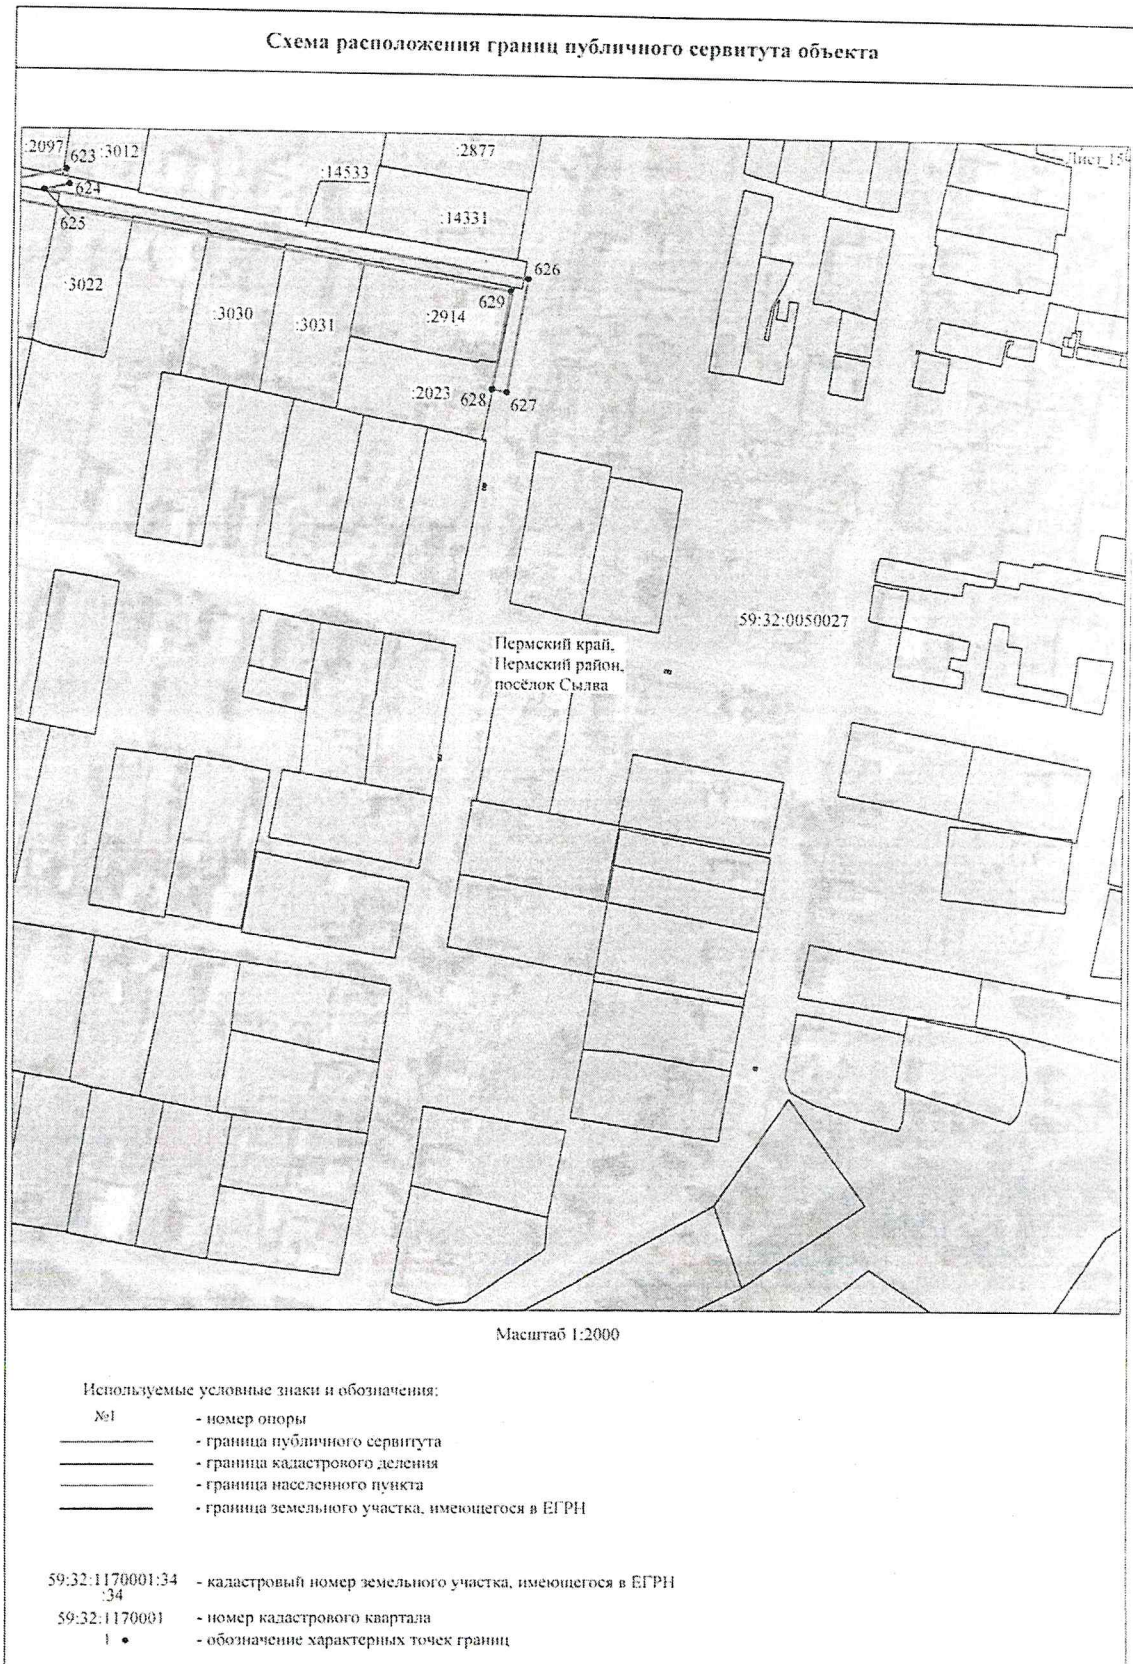 Схема расположения границ публичного сервитута объекта
:2097
623
:3012
:14533
:2877
624
:14331
625
626
:3022
629
:3030
:3031
:2914
:2023
628
627
59:32:0050027
Пермский край,
Пермский район,
посёлок Сылва
Масштаб 1:2000
Используемые условные знаки и обозначения:
№1 - номер опоры
- граница публичного сервитута
- граница кадастрового деления
- граница населенного пункта
- граница земельного участка, имеющегося в ЕГРН
59:32:1170001:34 - кадастровый номер земельного участка, имеющегося в ЕГРН
:34
59:32:1170001 - номер кадастрового квартала
1 • - обозначение характерных точек границ